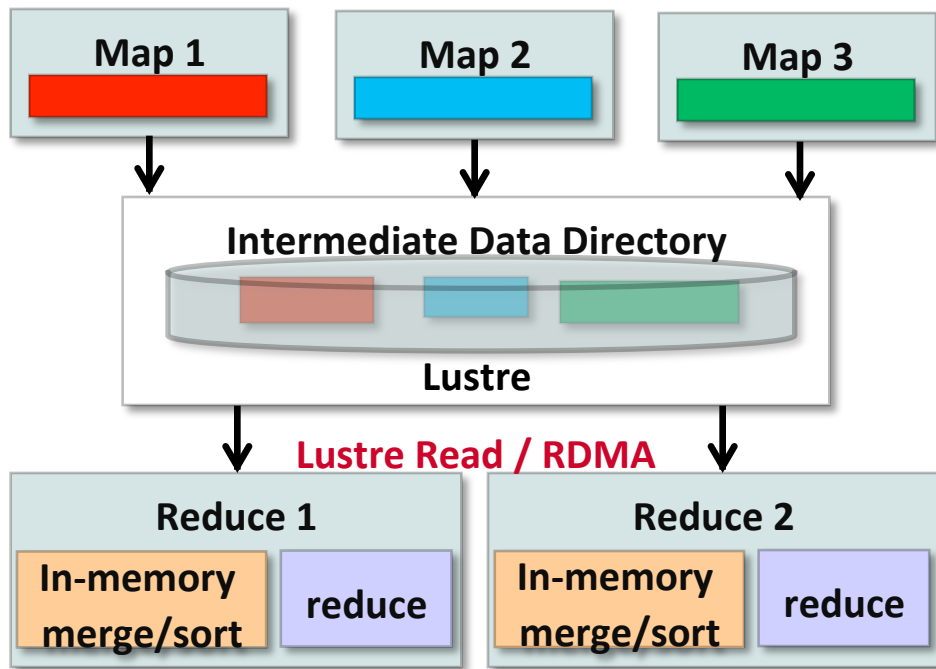 Map 1
Map 2
Map 3
Intermediate Data Directory
Lustre
Lustre Read / RDMA
Reduce 1
In-memory
merge/sort
reduce
Reduce 2
In-memory
merge/sort
reduce